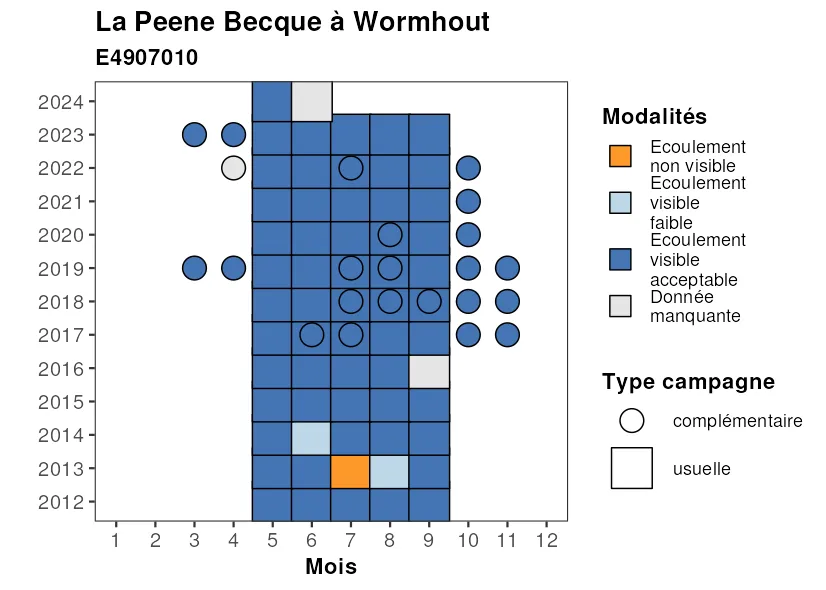 La Peene Becque à Wormhout
E4907010
2024
2023
2022
2021
2020
2019
2018
2017
2016
2015
2014
2013
2012
1 2 3 4 5 6 7 8 9 10 11 12
Mois
Modalités
Ecoulement
non visible
Ecoulement
visible
faible
Ecoulement
visible
acceptable
Donnée
manquante
Type campagne
complémentaire
usuelle